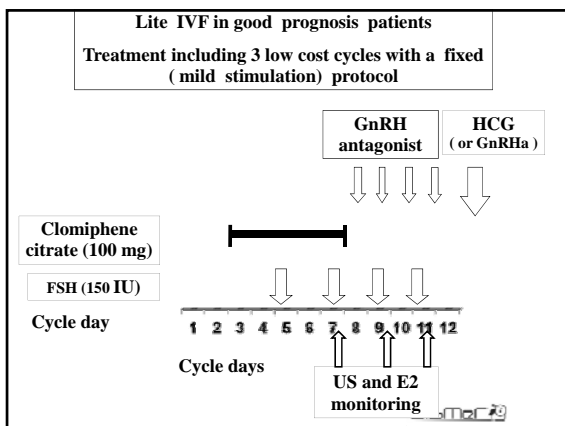 Lite IVF in good prognosis patients
Treatment including 3 low cost cycles with a fixed
( mild stimulation) protocol
GnRH
antagonist
HCG
( or GnRHa)
Clomiphene
citrate (100 mg)
FSH (150 IU)
Cycle day
1 2 3 4 5 6 7 8 9 10 11 12
Cycle days
US and E2
monitoring